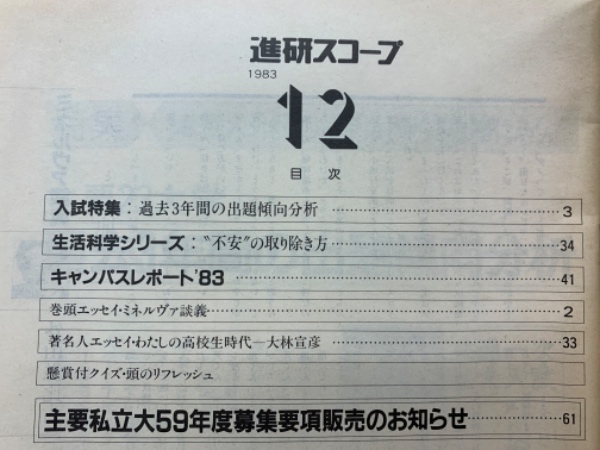 進研スコープ
1983
12
目次
入試特集:過去3年間の出題傾向分析………3
生活科学シリーズ:〝不安〟の取り除き方………34
キャンパスレポート'83………41
巻頭エッセイ・ミネルヴァ談義………2
著名人エッセイ・わたしの高校生時代―大林宣彦………33
懸賞付クイズ・頭のリフレッシュ
主要私立大59年度募集要項販売のお知らせ………61